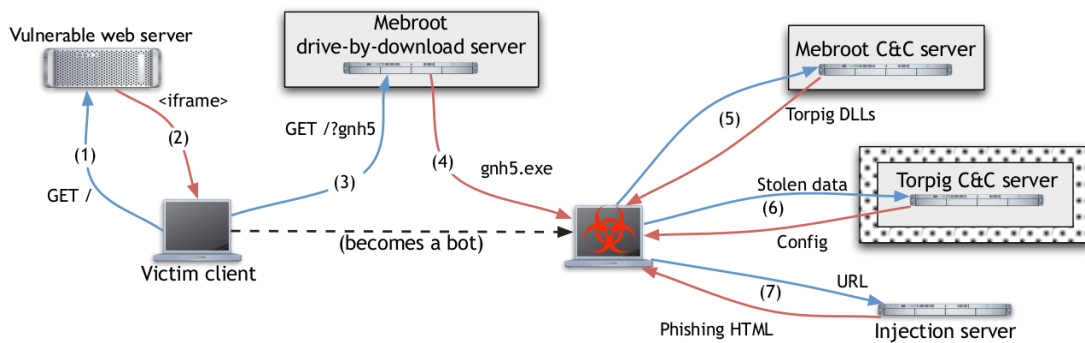 Vulnerable web server
Mebroot
drive-by-download server
Mebroot C&C server
<iframe>
(1)
(2)
GET /
GET /?gnh5
(3)
(4)
gnh5.exe
(5)
Torpig DLLs
Stolen data
(6)
Torpig C&C server
Config
(becomes a bot)
Victim client
(7)
URL
Phishing HTML
Injection server